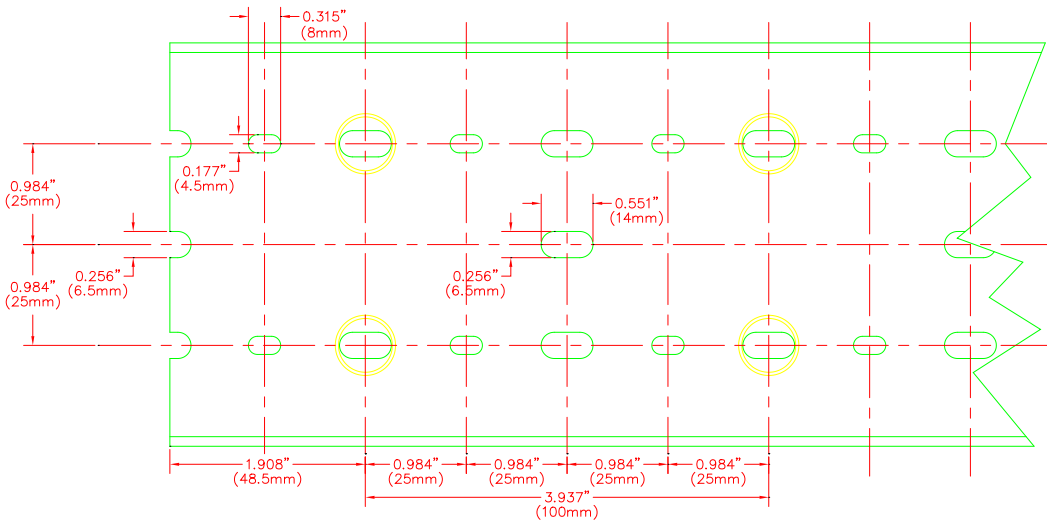 0.315”
(8mm)
0.177”
(4.5mm)
0.984”
(25mm)
0.551”
(14mm)
0.256”
(6.5mm)
0.256”
(6.5mm)
0.984”
(25mm)
1.908”
(48.5mm)
0.984”
(25mm)
0.984”
(25mm)
0.984”
(25mm)
0.984”
(25mm)
3.937”
(100mm)